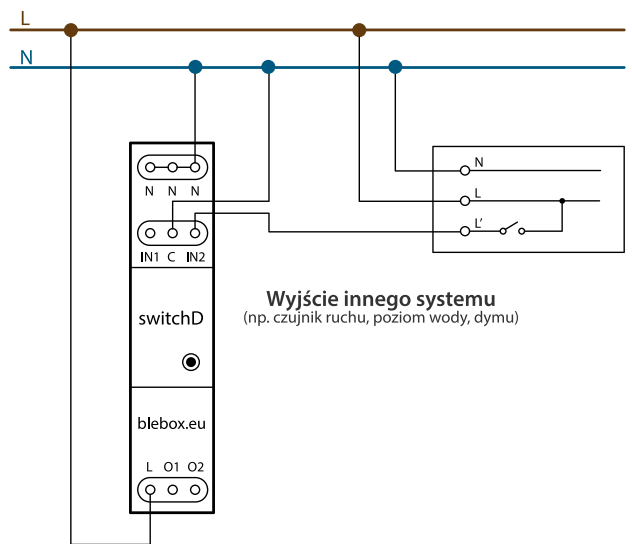 L
N
N N N
IN1 C IN2
switchD
blebox.eu
L O1 O2
N
L
L'
Wyjście innego systemu
(np. czujnik ruchu, poziom wody, dymu)